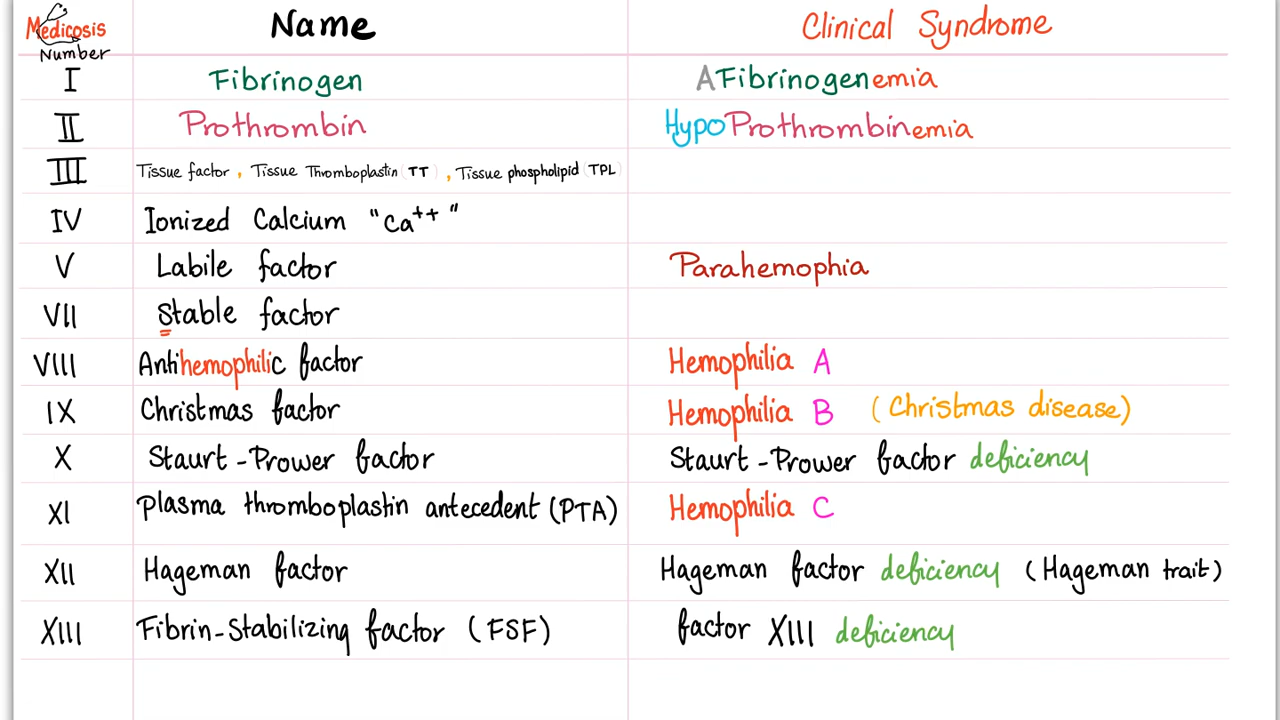 Medicosis
Number Name Clinical Syndrome
I Fibrinogen AFibrinogenemia
II Prothrombin HypoProthrombinemia
III Tissue factor , Tissue Thromboplastin (TT) , Tissue phospholipid (TPL)
IV Ionized Calcium "Ca++"
V Labile factor Parahemophia
VII Stable factor
VIII Antihemophilic factor Hemophilia A
IX Christmas factor Hemophilia B (Christmas disease)
X Staurt-Prower factor Staurt-Prower factor deficiency
XI Plasma thromboplastin antecedent (PTA) Hemophilia C
XII Hageman factor Hageman factor deficiency (Hageman trait)
XIII Fibrin-Stabilizing factor (FSF) factor XIII deficiency